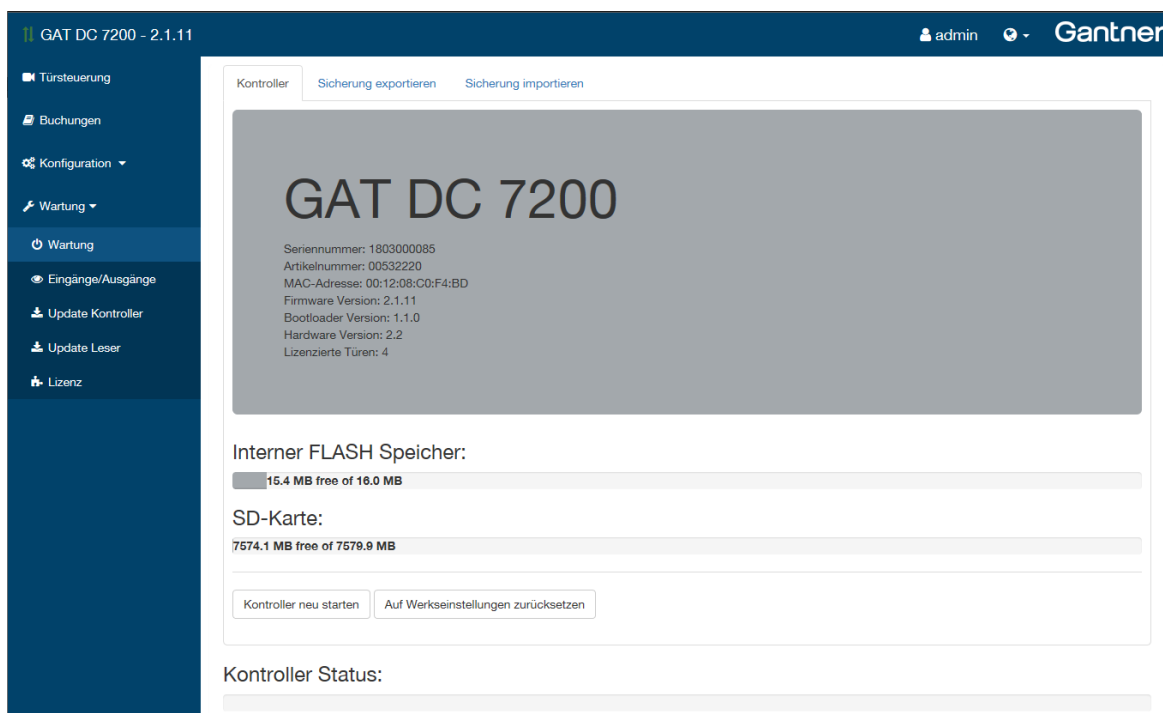 GAT DC 7200 - 2.1.11
admin
Gantner
Türsteuerung
Buchungen
Konfiguration
Wartung
Wartung
Eingänge/Ausgänge
Update Kontroller
Update Leser
Lizenz
Kontroller Sicherung exportieren Sicherung importieren
GAT DC 7200
Seriennummer: 1803000085
Artikelnummer: 00532220
MAC-Adresse: 00:12:08:C0:F4:BD
Firmware Version: 2.1.11
Bootloader Version: 1.1.0
Hardware Version: 2.2
Lizenzierte Türen: 4
Interner FLASH Speicher:
15.4 MB free of 16.0 MB
SD-Karte:
7574.1 MB free of 7579.9 MB
Kontroller neu starten Auf Werkseinstellungen zurücksetzen
Kontroller Status: